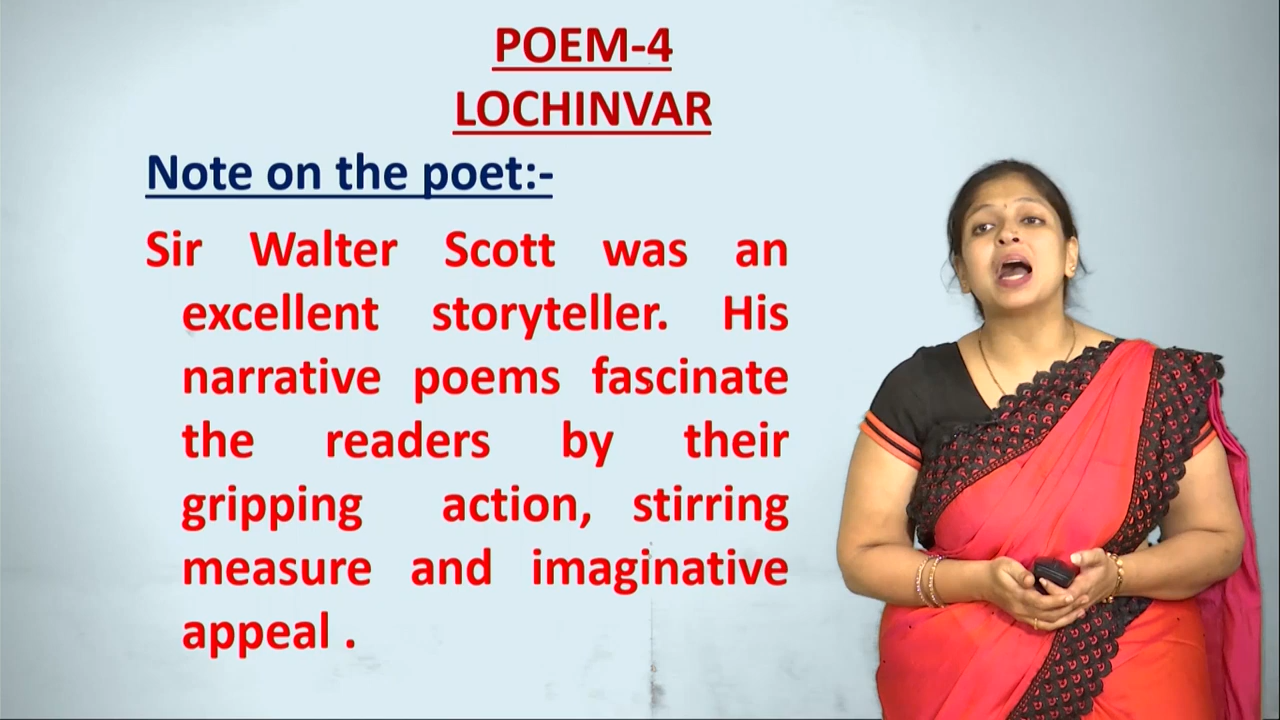 POEM-4
LOCHINVAR
Note on the poet:-
Sir Walter Scott was an
excellent storyteller. His
narrative poems fascinate
the readers by their
gripping action, stirring
measure and imaginative
appeal .